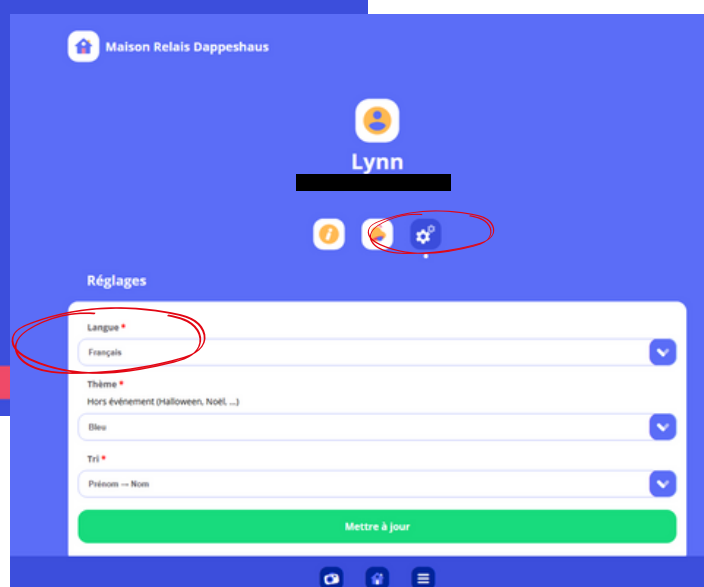 Maison Relais Dappeshaus
Lynn
Réglages
Langue *
Français
Thème *
Hors événement (Halloween, Noël, ...)
Bleu
Tri *
Prénom → Nom
Mettre à jour